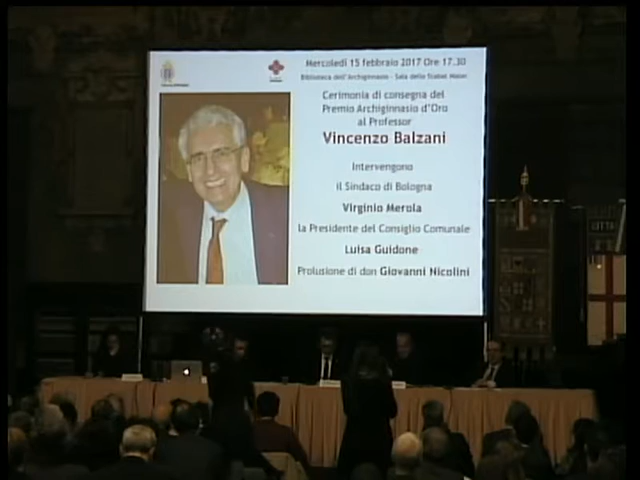 Mercoledì 15 febbraio 2017 Ore 17.30
Biblioteca dell'Archiginnasio - Sala dello Stabat Mater
Cerimonia di consegna del
Premio Archiginnasio d'Oro
al Professor
Vincenzo Balzani
Intervengono
il Sindaco di Bologna
Virginio Merola
la Presidente del Consiglio Comunale
Luisa Guidone
Prolusione di don Giovanni Nicolini